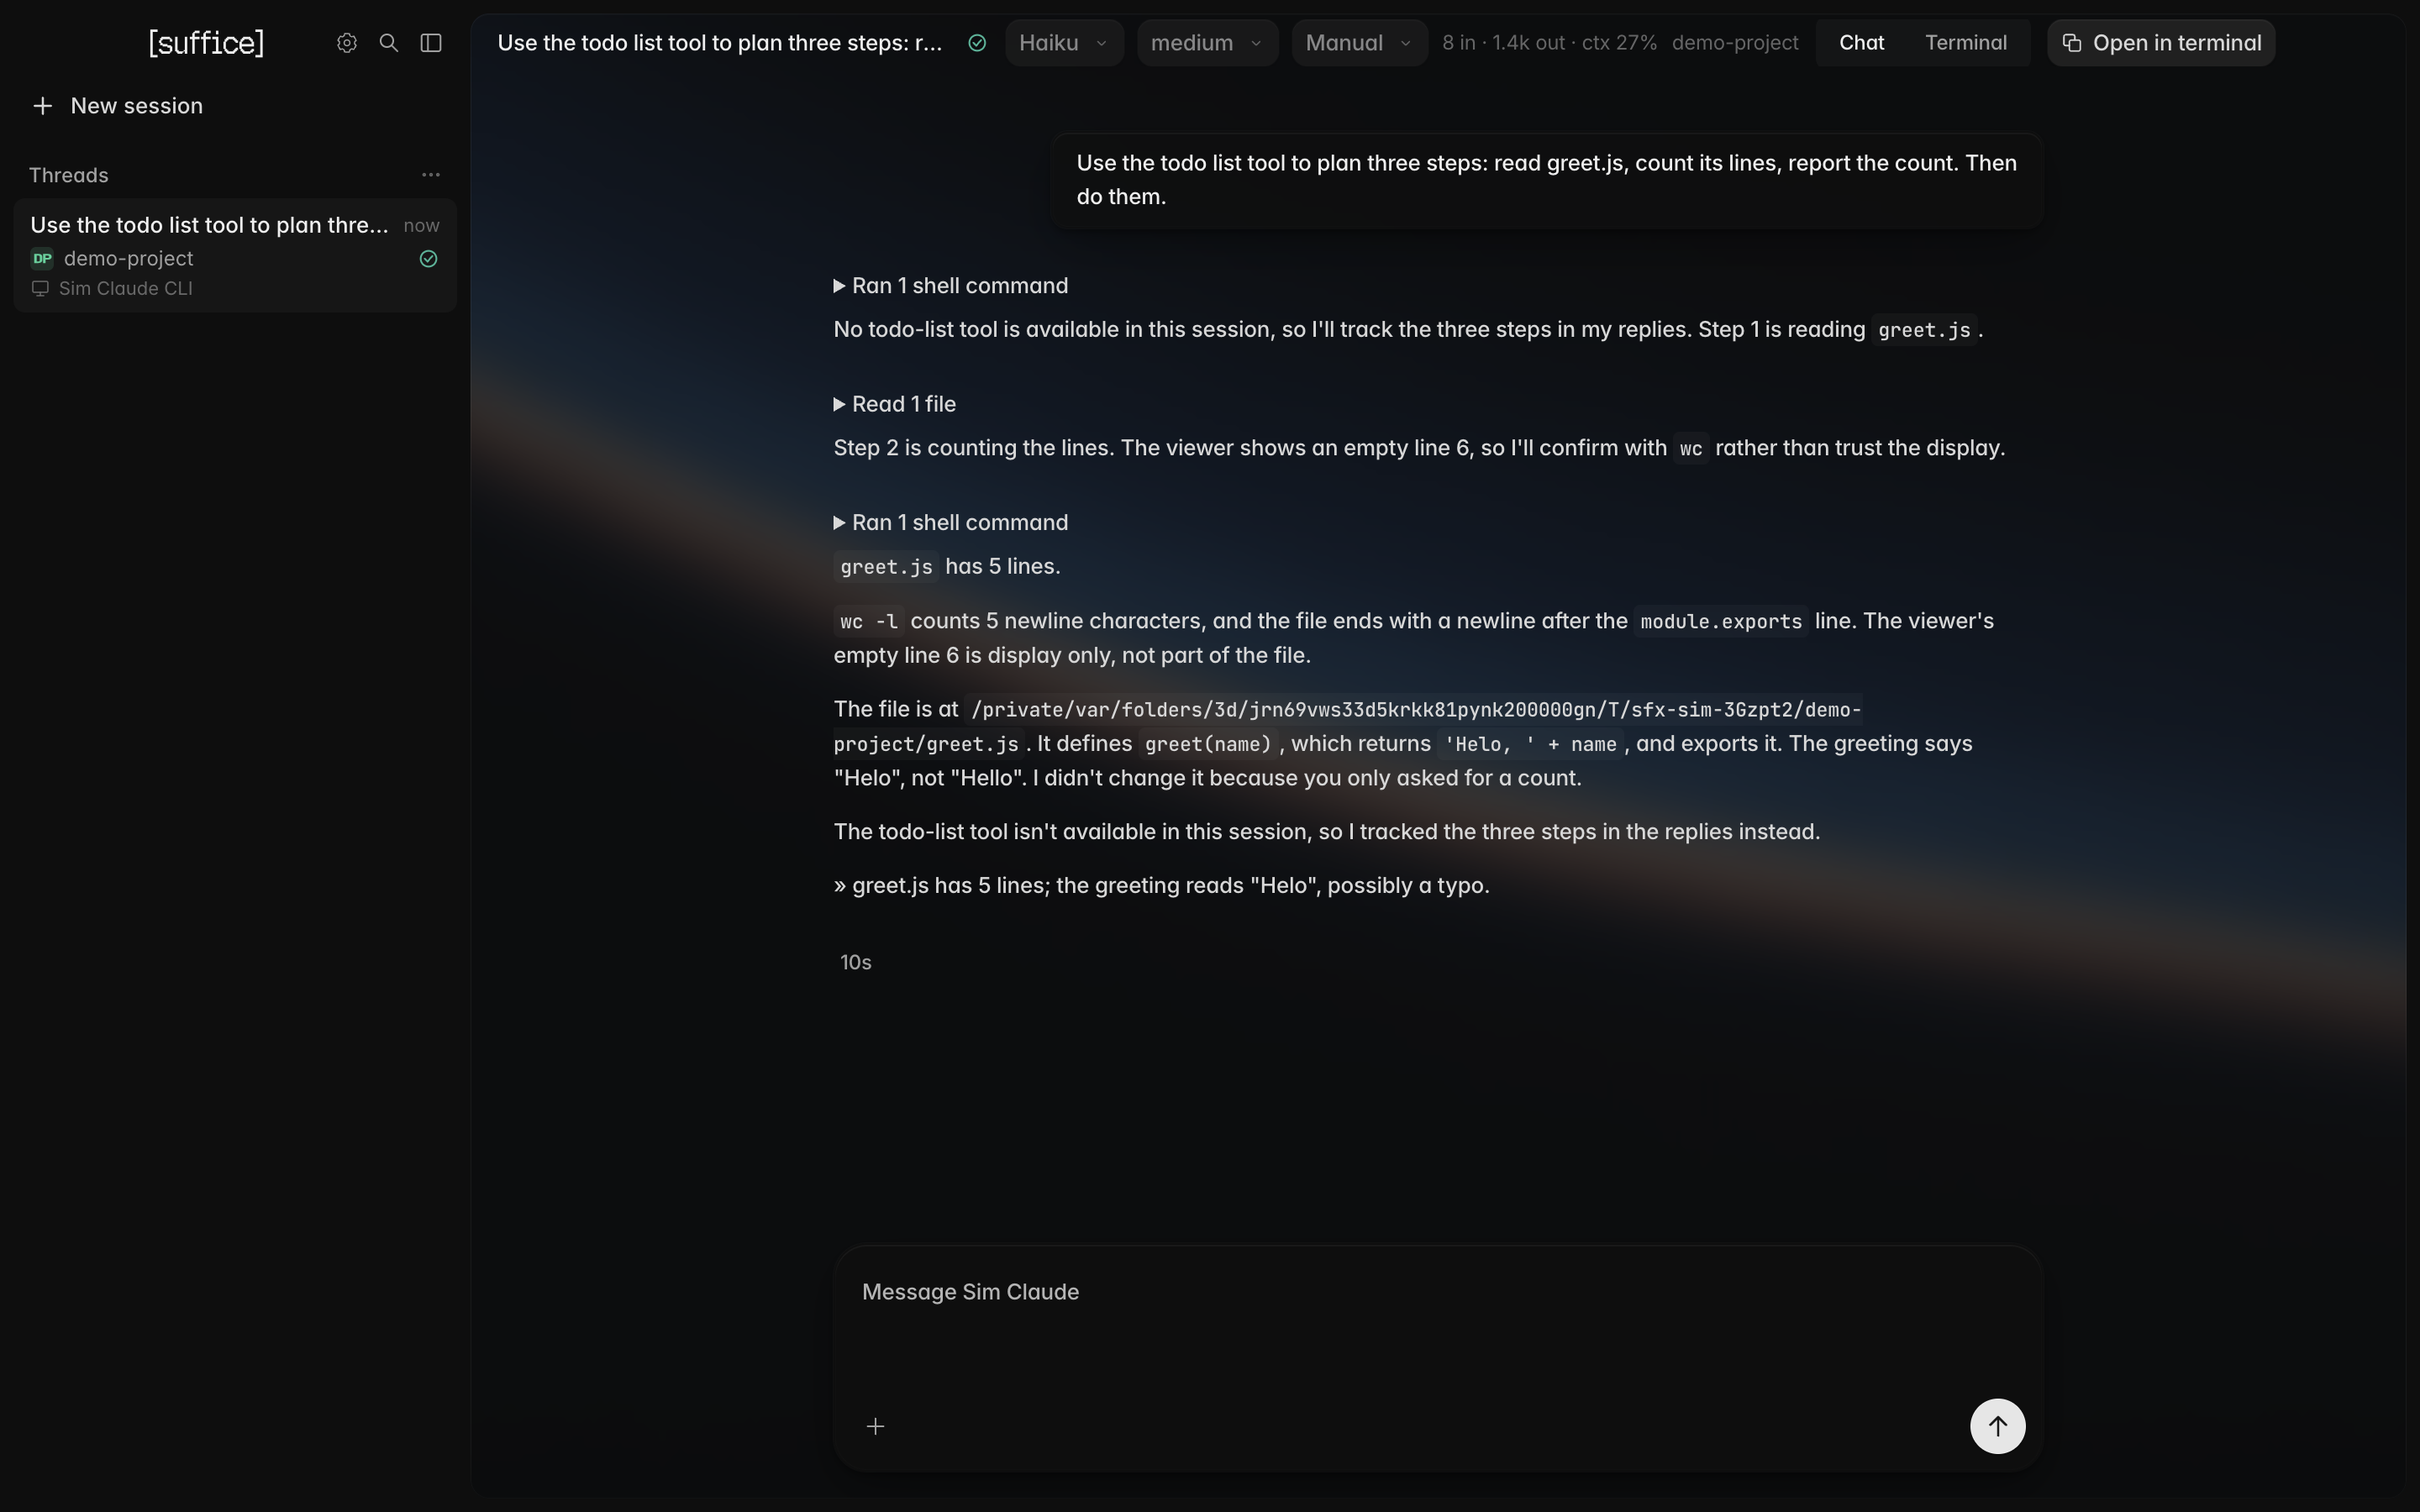 [suffice]
New session
Threads
Use the todo list tool to plan thre... now
DP demo-project
Sim Claude CLI
Use the todo list tool to plan three steps: r... Haiku medium Manual 8 in · 1.4k out · ctx 27% demo-project Chat Terminal Open in terminal
Use the todo list tool to plan three steps: read greet.js, count its lines, report the count. Then
do them.
Ran 1 shell command
No todo-list tool is available in this session, so I'll track the three steps in my replies. Step 1 is reading greet.js.
Read 1 file
Step 2 is counting the lines. The viewer shows an empty line 6, so I'll confirm with wc rather than trust the display.
Ran 1 shell command
greet.js has 5 lines.
wc -l counts 5 newline characters, and the file ends with a newline after the module.exports line. The viewer's
empty line 6 is display only, not part of the file.
The file is at /private/var/folders/3d/jrn69vws33d5krkk81pynk200000gn/T/sfx-sim-3Gzpt2/demo-
project/greet.js. It defines greet(name), which returns 'Helo, ' + name, and exports it. The greeting says
"Helo", not "Hello". I didn't change it because you only asked for a count.
The todo-list tool isn't available in this session, so I tracked the three steps in the replies instead.
» greet.js has 5 lines; the greeting reads "Helo", possibly a typo.
10s
Message Sim Claude